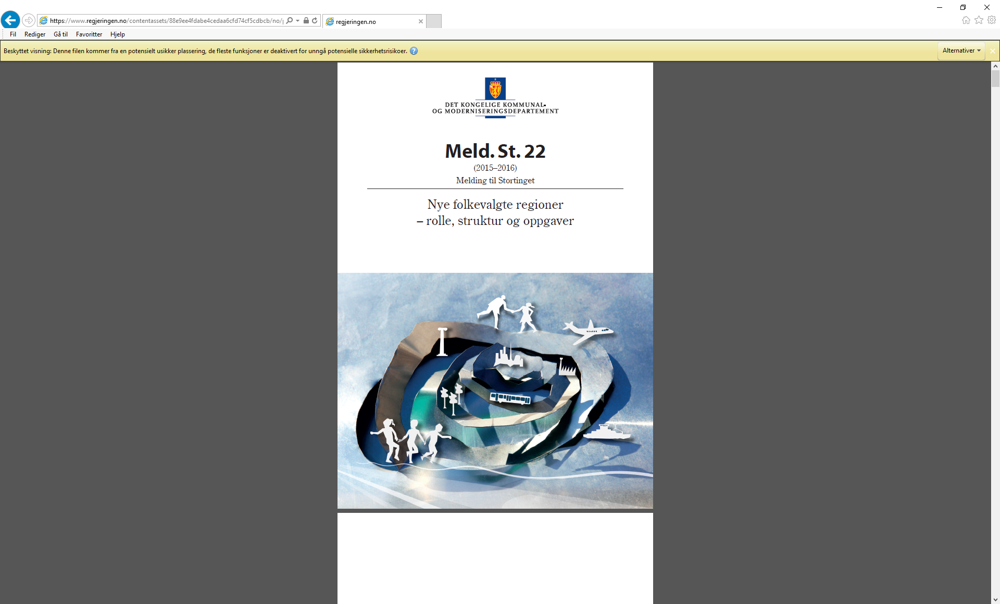 https://www.regjeringen.no/contentassets/88e9ee4fdabe4cedaa6cfd74cf5cdbcb/no/
regjeringen.no
Fil Rediger Gå til Favoritter Hjelp
Beskyttet visning: Denne filen kommer fra en potensielt usikker plassering, de fleste funksjoner er deaktivert for unngå potensielle sikkerhetsrisikoer.
Alternativer
DET KONGELIGE KOMMUNAL-
OG MODERNISERINGSDEPARTEMENT
Meld. St. 22
(2015–2016)
Melding til Stortinget
Nye folkevalgte regioner
– rolle, struktur og oppgaver